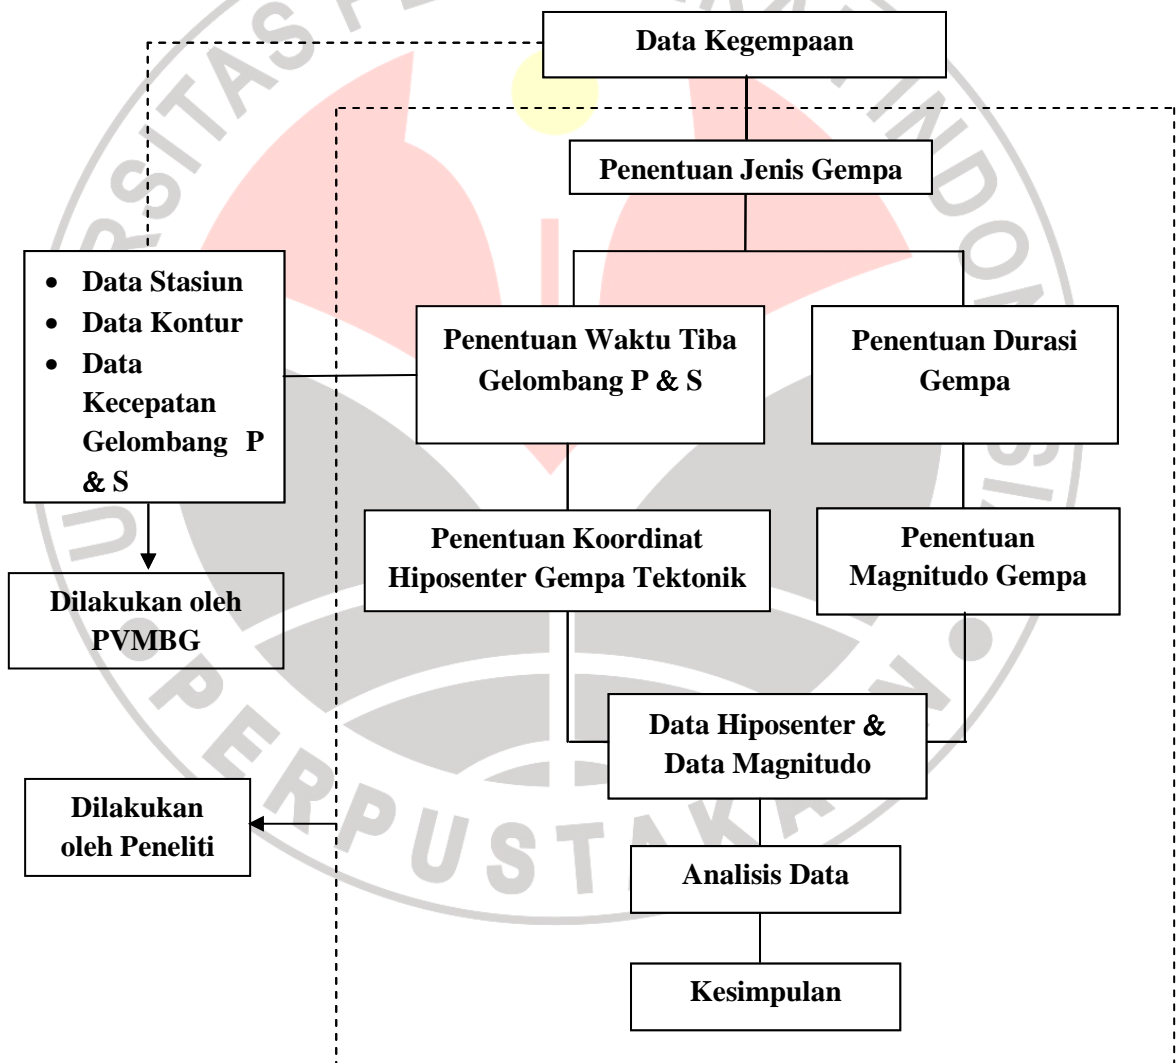 Data Kegempaan
Penentuan Jenis Gempa
• Data Stasiun
• Data Kontur
• Data
Kecepatan
Gelombang P
& S
Penentuan Waktu Tiba
Gelombang P & S
Penentuan Durasi
Gempa
Penentuan Koordinat
Hiposenter Gempa Tektonik
Penentuan
Magnitudo Gempa
Dilakukan oleh
PVMBG
Data Hiposenter &
Data Magnitudo
Dilakukan
oleh Peneliti
Analisis Data
Kesimpulan
PERPUSTAKAAN